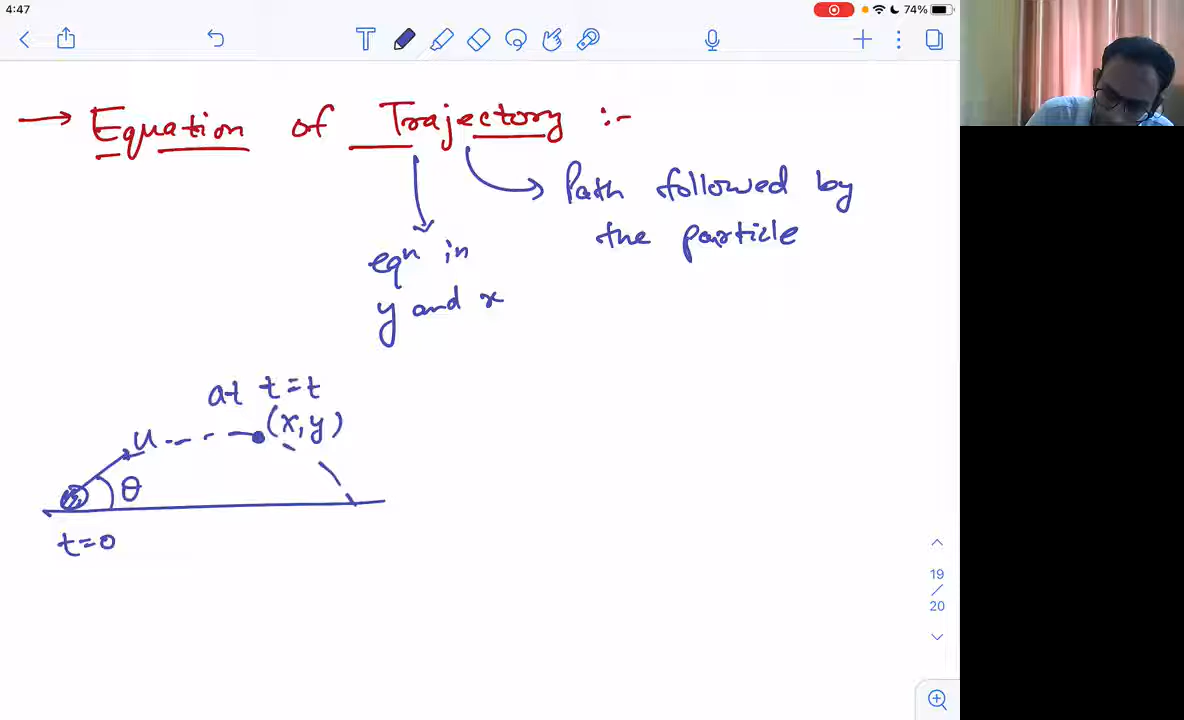 4:47
74%
→ Equation of Trajectory :-
Path followed by
the particle
eqn in
y and x
at t=t
u
(x,y)
θ
t=0
19
/
20